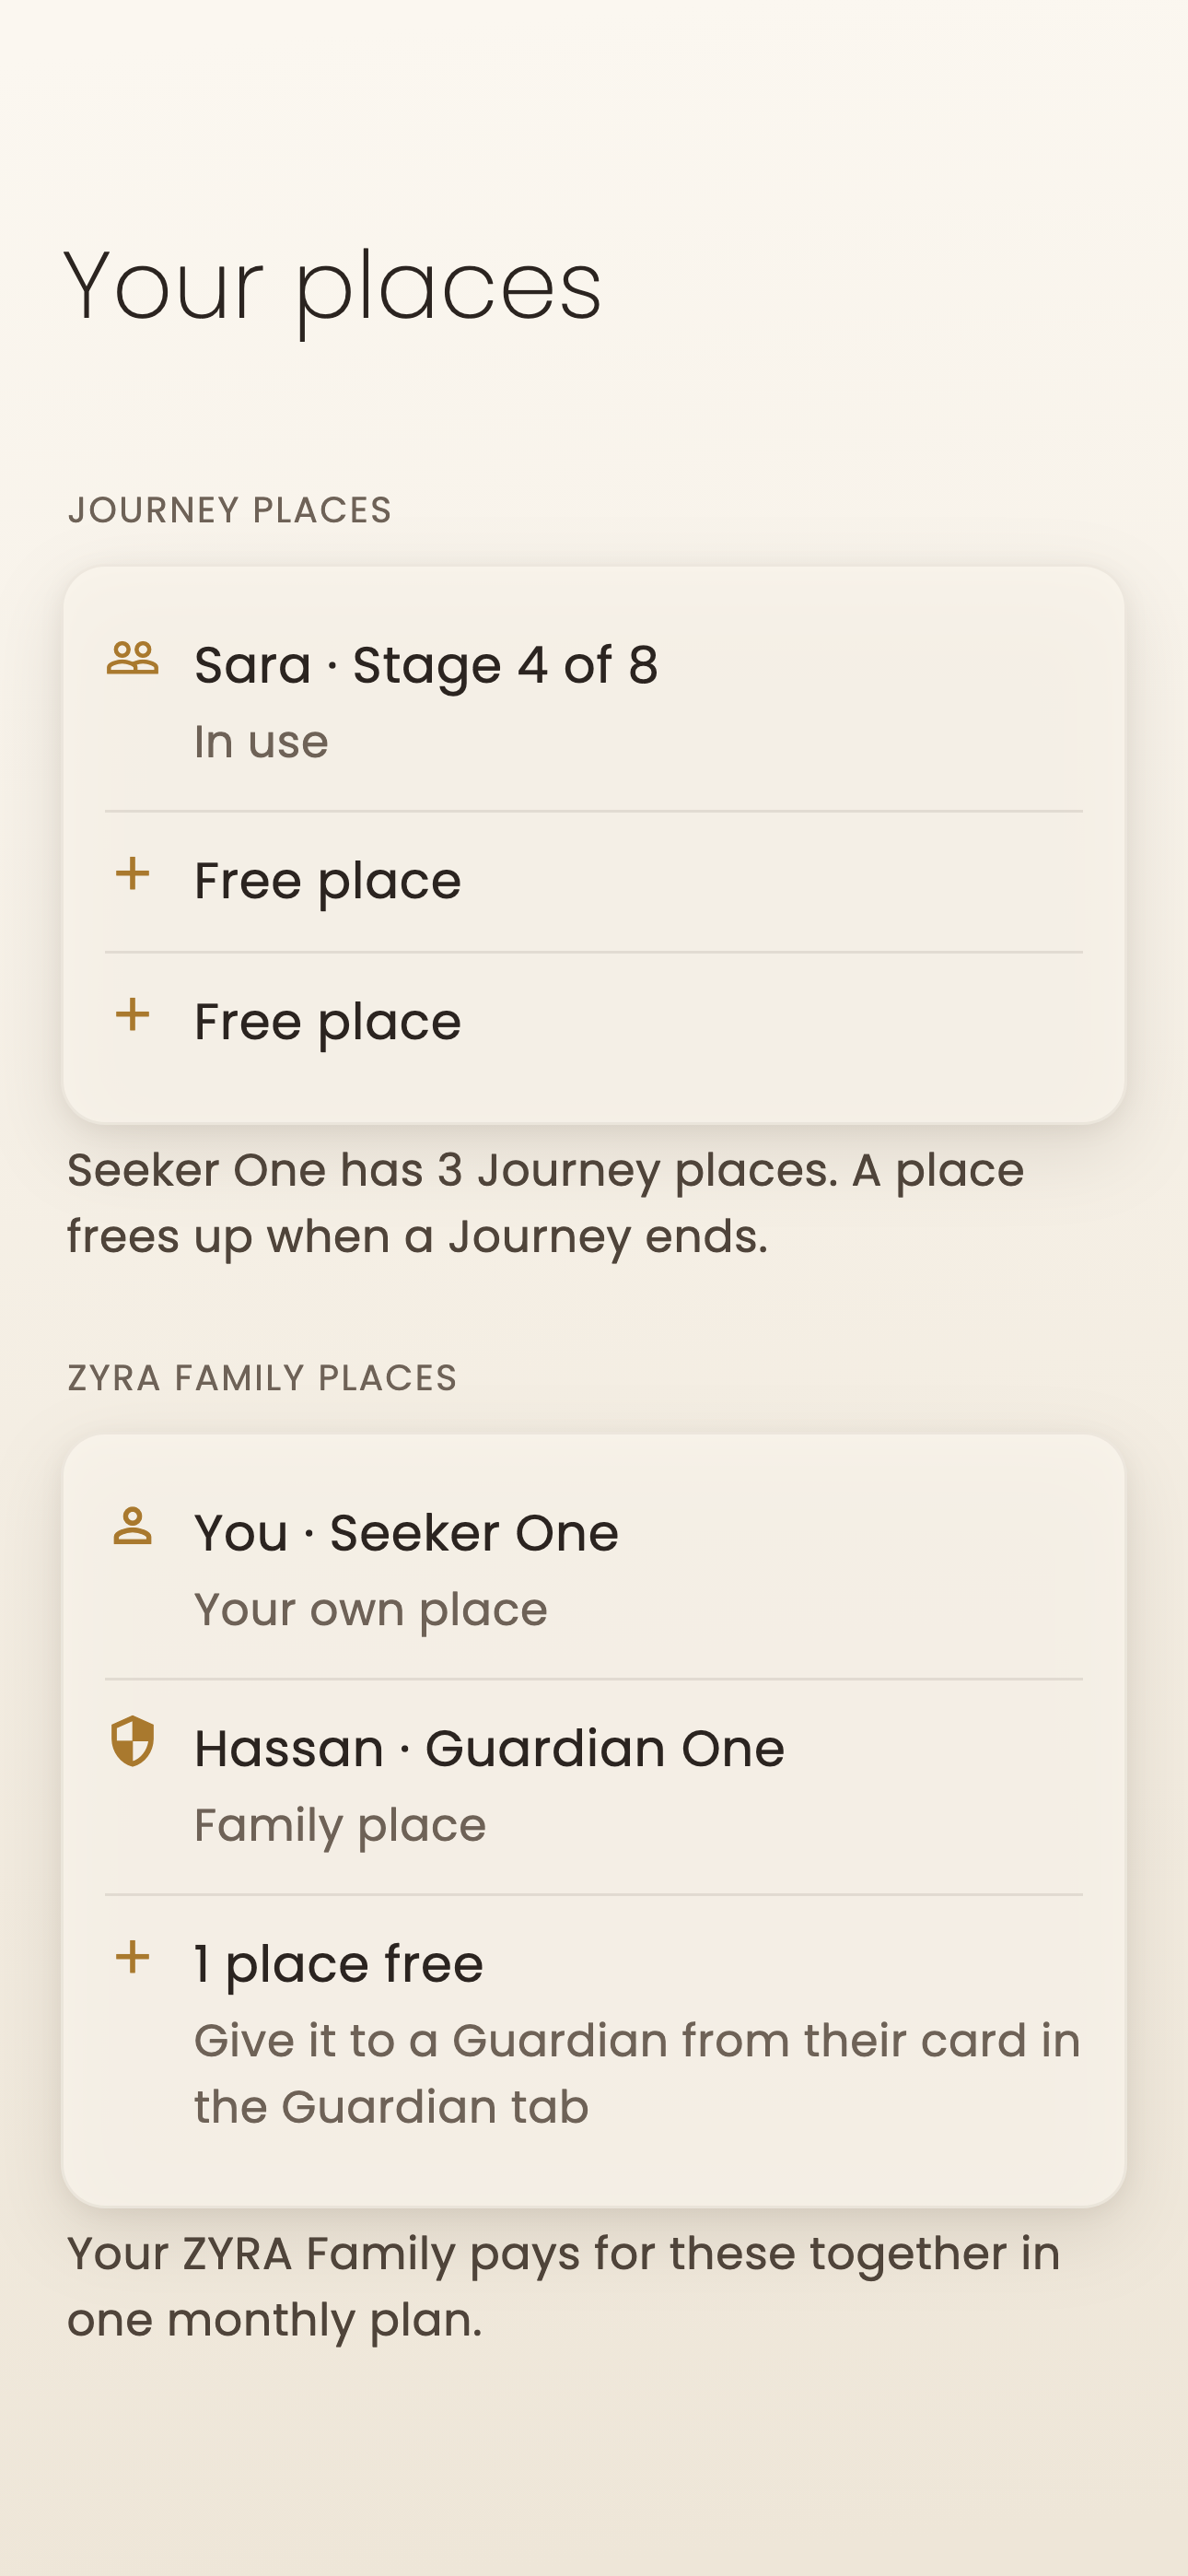 Your places
JOURNEY PLACES
Sara · Stage 4 of 8
In use
Free place
Free place
Seeker One has 3 Journey places. A place
frees up when a Journey ends.
ZYRA FAMILY PLACES
You · Seeker One
Your own place
Hassan · Guardian One
Family place
1 place free
Give it to a Guardian from their card in
the Guardian tab
Your ZYRA Family pays for these together in
one monthly plan.